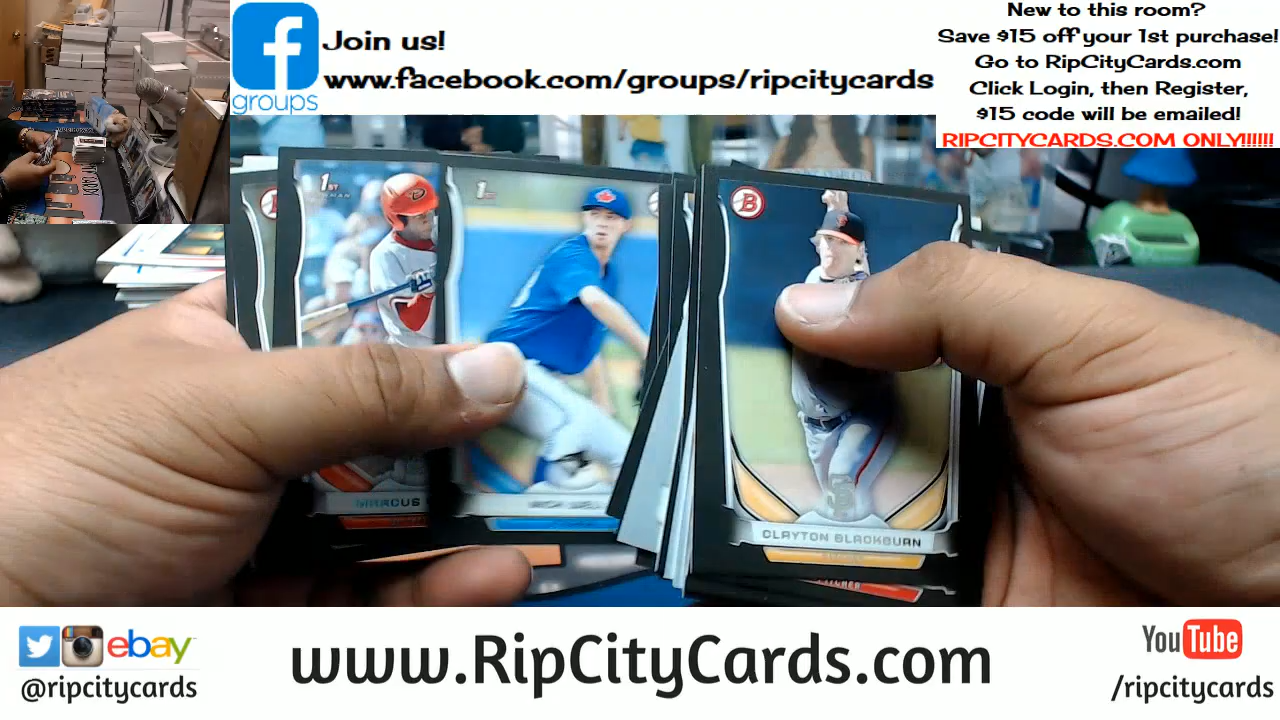 Join us!
www.facebook.com/groups/ripcitycards
groups
New to this room?
Save $15 off your 1st purchase!
Go to RipCityCards.com
Click Login, then Register,
$15 code will be emailed!
RIPCITYCARDS.COM ONLY!!!!!!
1ST
1ST
B
MARCUS
CLAYTON BLACKBURN
ebay
@ripcitycards
www.RipCityCards.com
YouTube
/ripcitycards